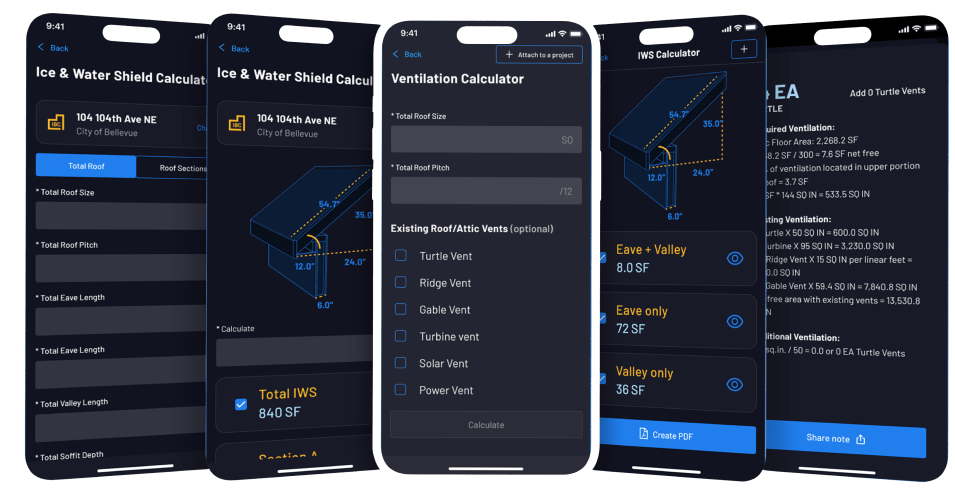 9:41
Back
Ice & Water Shield Calculat
IBC
104 104th Ave NE
City of Bellevue
Total Roof
Roof Sections
* Total Roof Size
* Total Roof Pitch
* Total Eave Length
* Total Eave Length
* Total Valley Length
* Total Soffit Depth
9:41
Back
Ice & Water Shield Calcul
IBC
104 104th Ave NE
City of Bellevue
54.7"
35.0
12.0"
24.0"
6.0"
* Calculate
Total IWS
840 SF
Section A
9:41
Back
+ Attach to a project
Ventilation Calculator
* Total Roof Size
SQ
* Total Roof Pitch
/12
Existing Roof/Attic Vents (optional)
Turtle Vent
Ridge Vent
Gable Vent
Turbine vent
Solar Vent
Power Vent
Calculate
IWS Calculator
+
54.7"
35.0"
12.0"
24.0"
6.0"
Eave + Valley
8.0 SF
Eave only
72 SF
Valley only
36 SF
Create PDF
EA
Add 0 Turtle Vents
TLE
uired Ventilation:
c Floor Area: 2,268.2 SF
8.2 SF / 300 = 7.6 SF net free
. of ventilation located in upper portion
oof = 3.7 SF
SF * 144 SQ IN = 533.5 SQ IN
sting Ventilation:
urtle X 50 SQ IN = 600.0 SQ IN
urbine X 95 SQ IN = 3,230.0 SQ IN
Ridge Vent X 15 SQ IN per linear feet =
0.0 SQ IN
Gable Vent X 59.4 SQ IN = 7,840.8 SQ IN
free area with existing vents = 13,530.8
N
ditional Ventilation:
sq.in. / 50 = 0.0 or 0 EA Turtle Vents
Share note